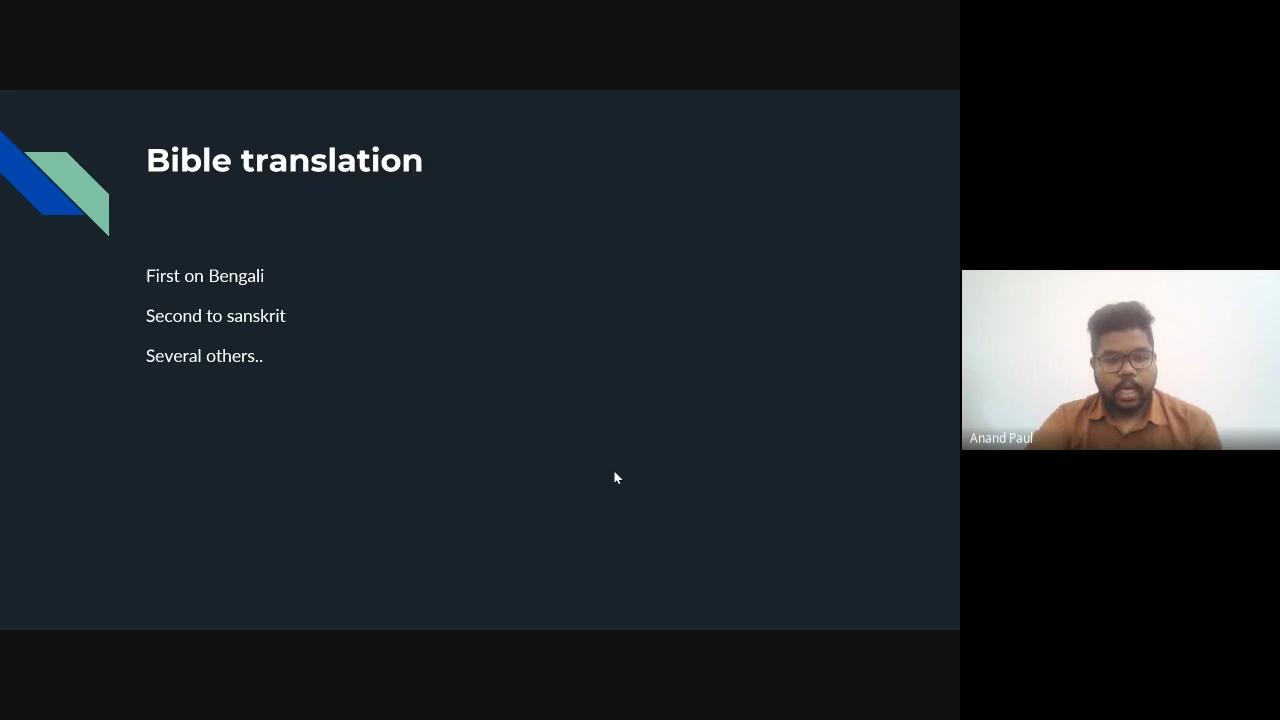 Bible translation
First on Bengali
Second to sanskrit
Several others..
Anand Paul